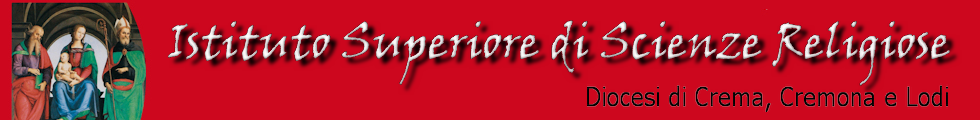 Istituto Superiore di Scienze Religiose
Diocesi di Crema, Cremona e Lodi